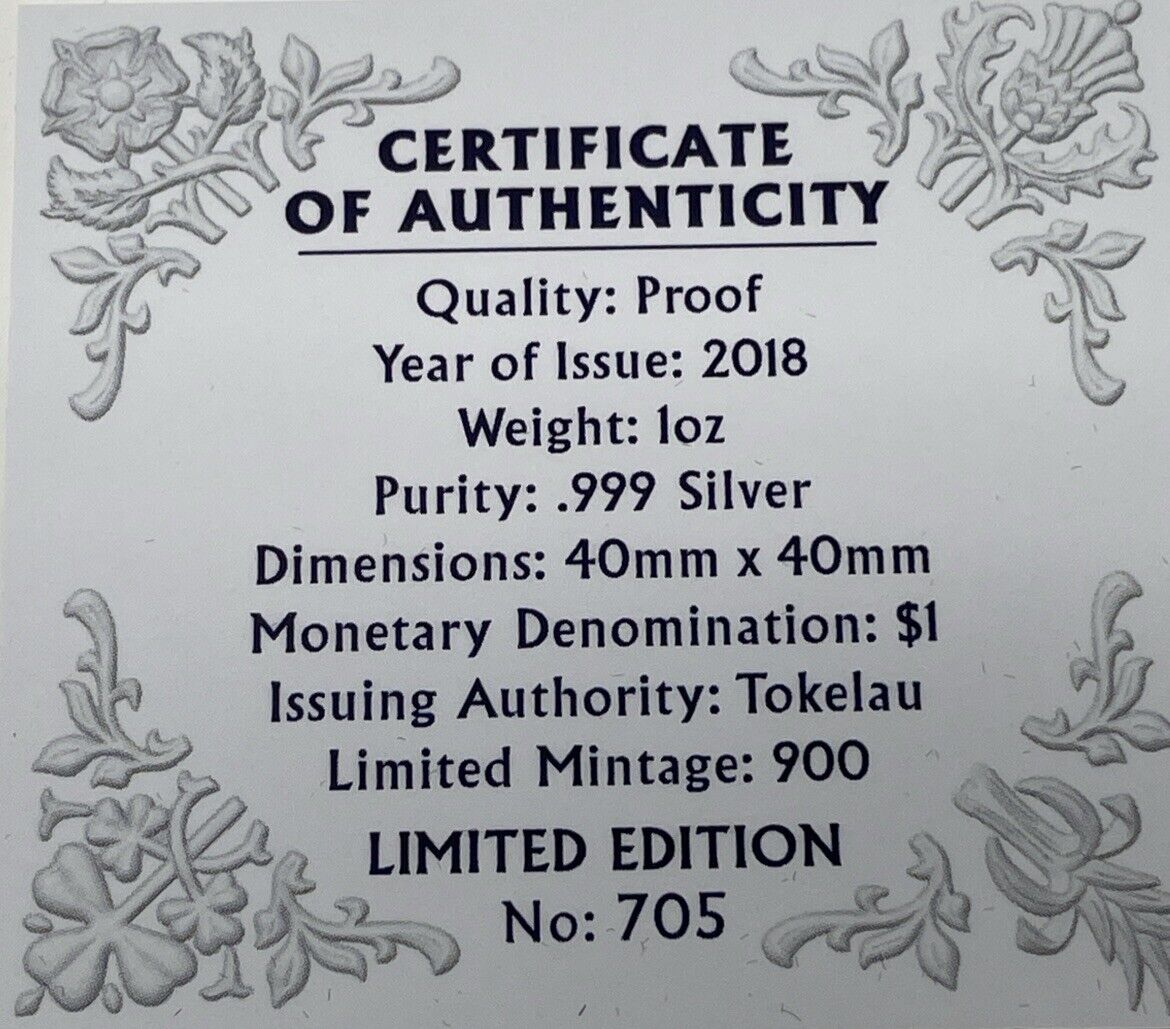 CERTIFICATE
OF AUTHENTICITY
Quality: Proof
Year of Issue: 2018
Weight: 1oz
Purity: .999 Silver
Dimensions: 40mm x 40mm
Monetary Denomination: $1
Issuing Authority: Tokelau
Limited Mintage: 900
LIMITED EDITION
No: 705